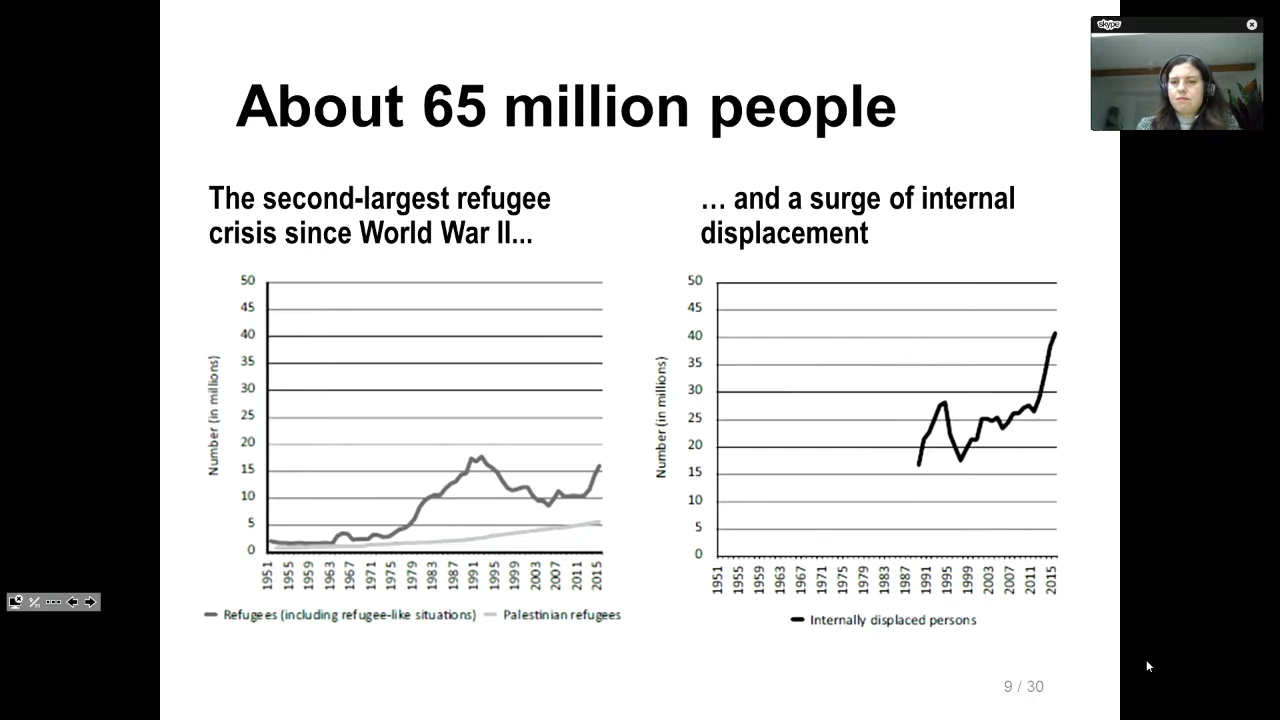 skype
About 65 million people
The second-largest refugee
crisis since World War II...
50
45
40
35
30
25
20
15
10
5
0
Number (in millions)
1951 1955 1959 1963 1967 1971 1975 1979 1983 1987 1991 1995 1999 2003 2007 2011 2015
Refugees (including refugee-like situations) Palestinian refugees
… and a surge of internal
displacement
50
45
40
35
30
25
20
15
10
5
0
Number (in millions)
1951 1955 1959 1963 1967 1971 1975 1979 1983 1987 1991 1995 1999 2003 2007 2011 2015
Internally displaced persons
9 / 30